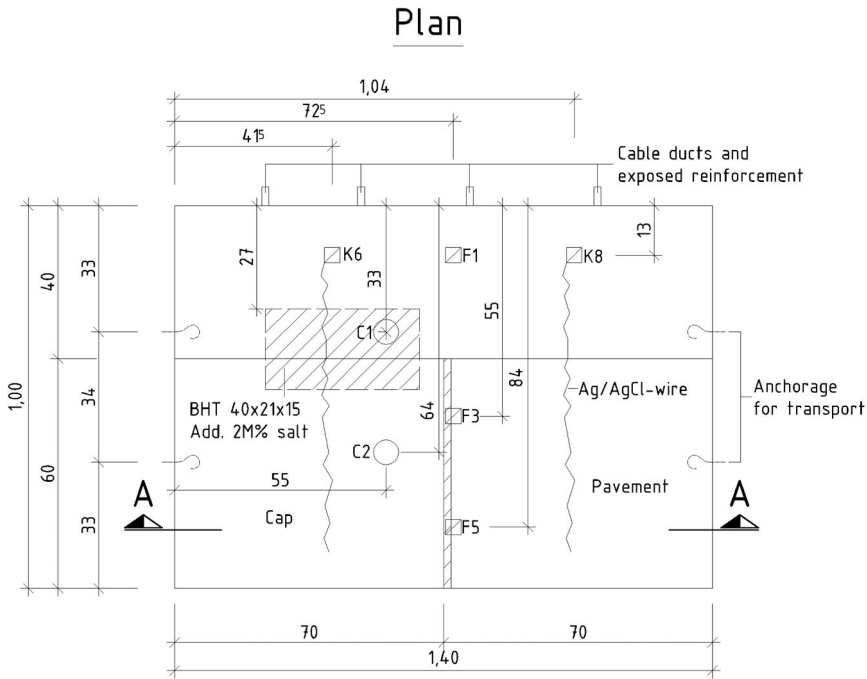 Plan
1,04
72⁵
41⁵
Cable ducts and
exposed reinforcement
27
K6
33
F1
K8
13
33
40
55
C1
84
1,00
34
BHT 40x21x15
Add. 2M% salt
64
F3
Ag/AgCl-wire
Anchorage
for transport
C2
60
55
Pavement
A
Cap
A
33
F5
70
70
1,40